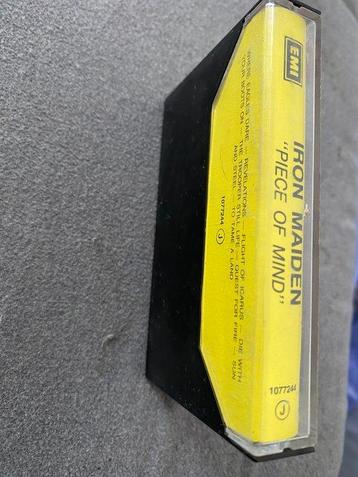 EMI
IRON MAIDEN
"PIECE OF MIND"
1077244
J
WHERE EAGLES DARE — REVELATIONS — FLIGHT OF ICARUS — DIE WITH
YOUR BOOTS ON — THE TROOPER STILL LIFE — QUEST FOR FIRE — SUN
AND STEEL — TO TAME A LAND
1077244 J